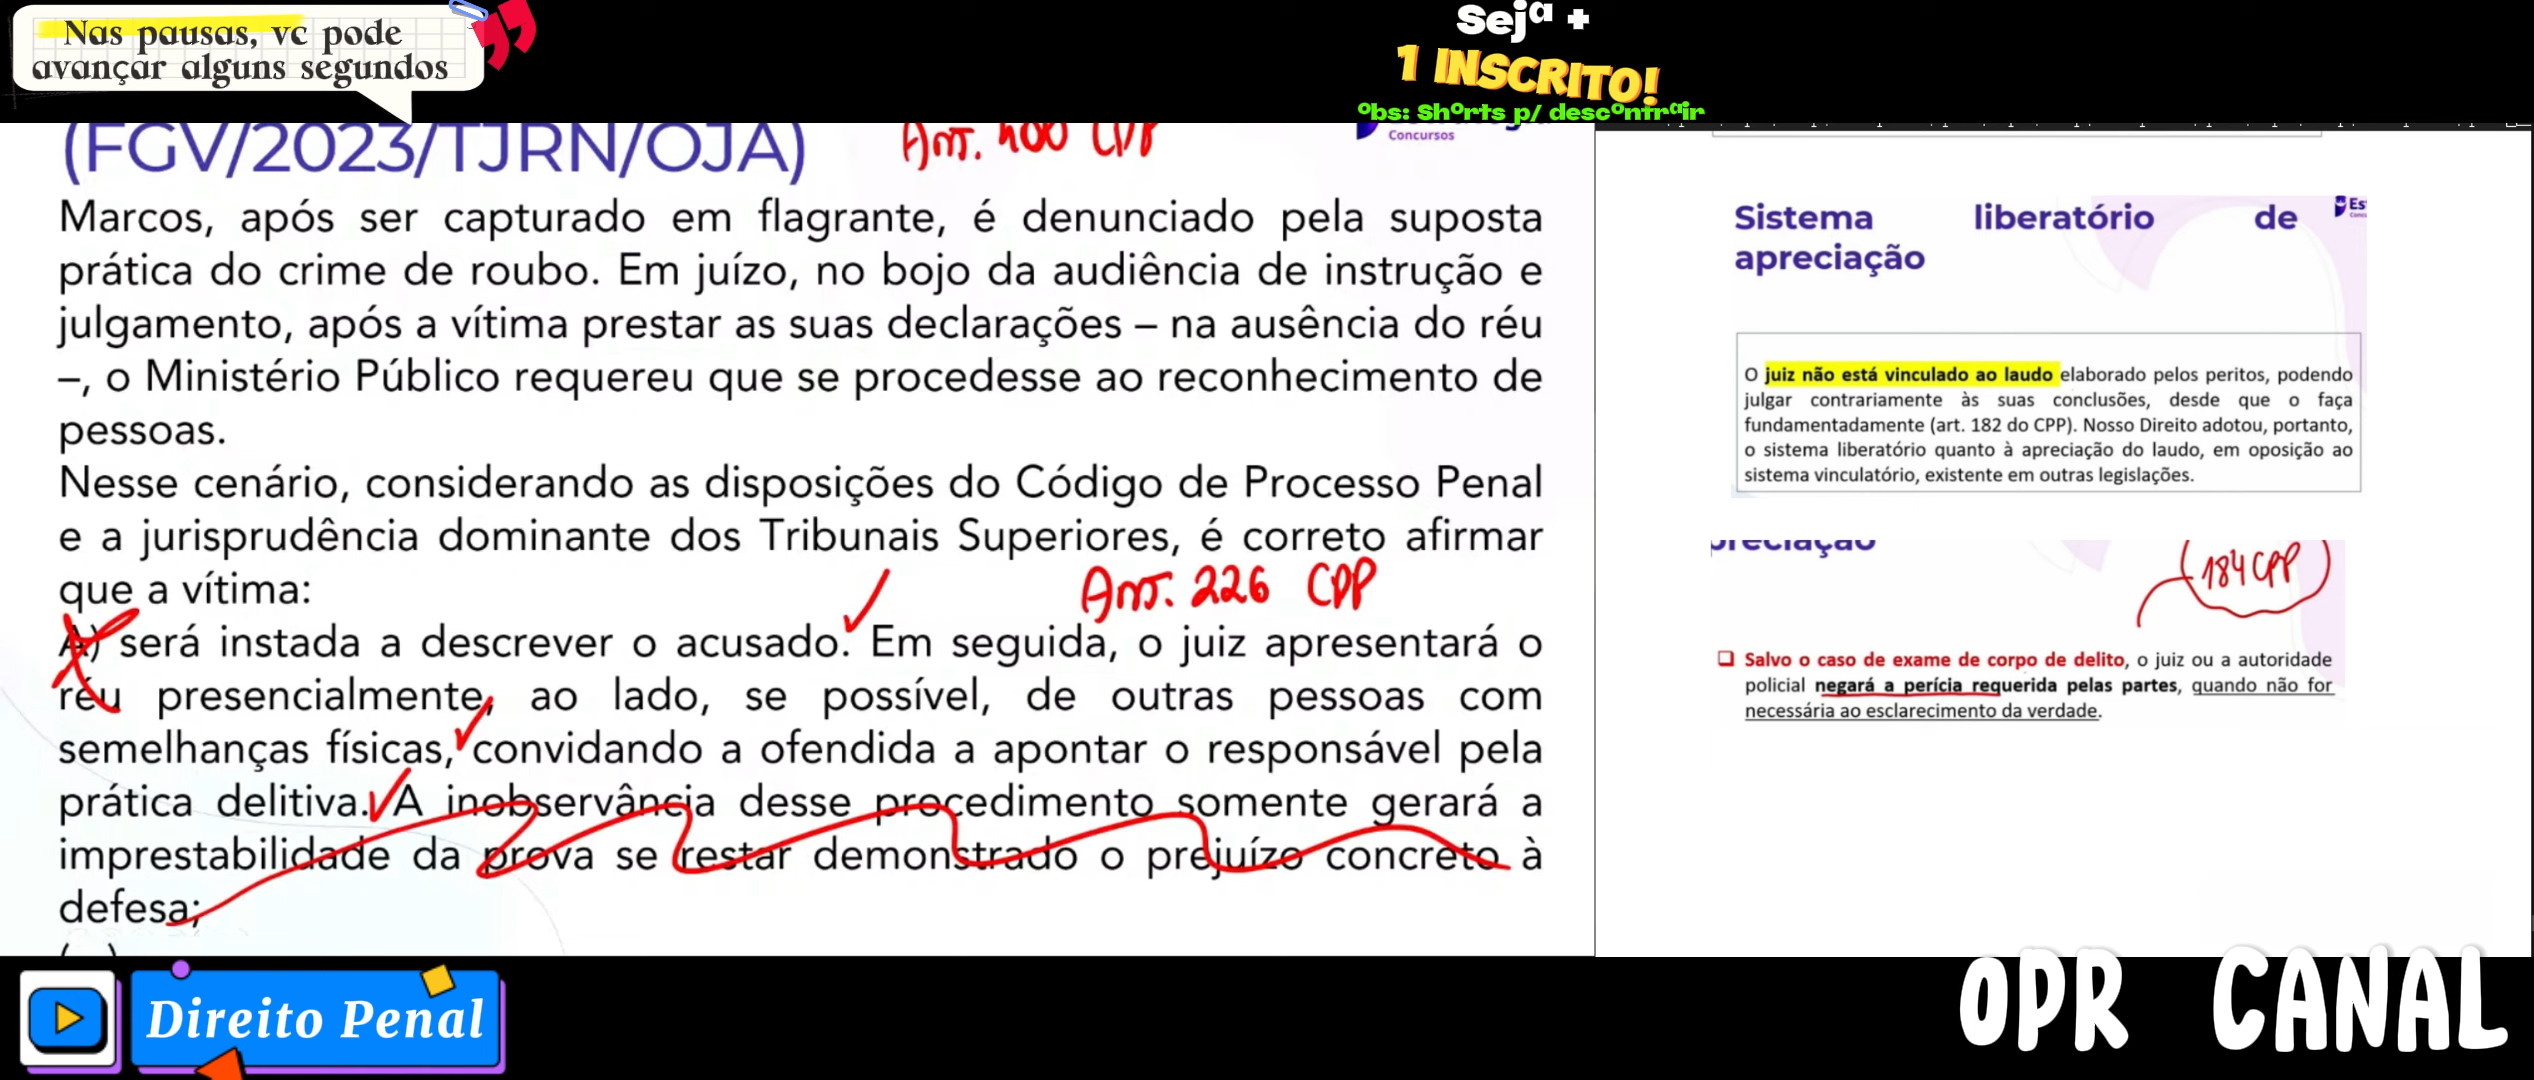 Nas pausas, vc pode
avançar alguns segundos
Seja +
1 INSCRITO!
Obs: Shorts p/ descontrair
(FGV/2023/TJRN/OJA)
Art. 400 CPP
Concursos
Marcos, após ser capturado em flagrante, é denunciado pela suposta
prática do crime de roubo. Em juízo, no bojo da audiência de instrução e
julgamento, após a vítima prestar as suas declarações – na ausência do réu
–, o Ministério Público requereu que se procedesse ao reconhecimento de
pessoas.
Nesse cenário, considerando as disposições do Código de Processo Penal
e a jurisprudência dominante dos Tribunais Superiores, é correto afirmar
que a vítima:
Art. 226 CPP
A) será instada a descrever o acusado. Em seguida, o juiz apresentará o
réu presencialmente, ao lado, se possível, de outras pessoas com
semelhanças físicas, convidando a ofendida a apontar o responsável pela
prática delitiva. A inobservância desse procedimento somente gerará a
imprestabilidade da prova se restar demonstrado o prejuízo concreto à
defesa;
Sistema liberatório de
apreciação
O juiz não está vinculado ao laudo elaborado pelos peritos, podendo
julgar contrariamente às suas conclusões, desde que o faça
fundamentadamente (art. 182 do CPP). Nosso Direito adotou, portanto,
o sistema liberatório quanto à apreciação do laudo, em oposição ao
sistema vinculatório, existente em outras legislações.
preciação
184 CPP
Salvo o caso de exame de corpo de delito, o juiz ou a autoridade
policial negará a perícia requerida pelas partes, quando não for
necessária ao esclarecimento da verdade.
Direito Penal
OPR CANAL